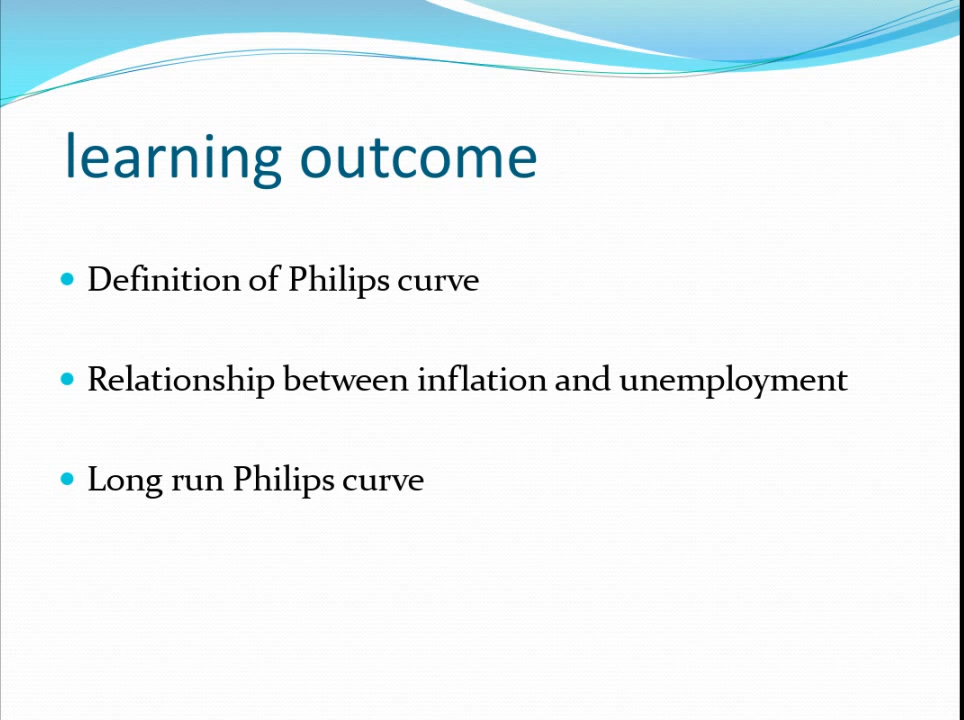 learning outcome
Definition of Philips curve
Relationship between inflation and unemployment
Long run Philips curve